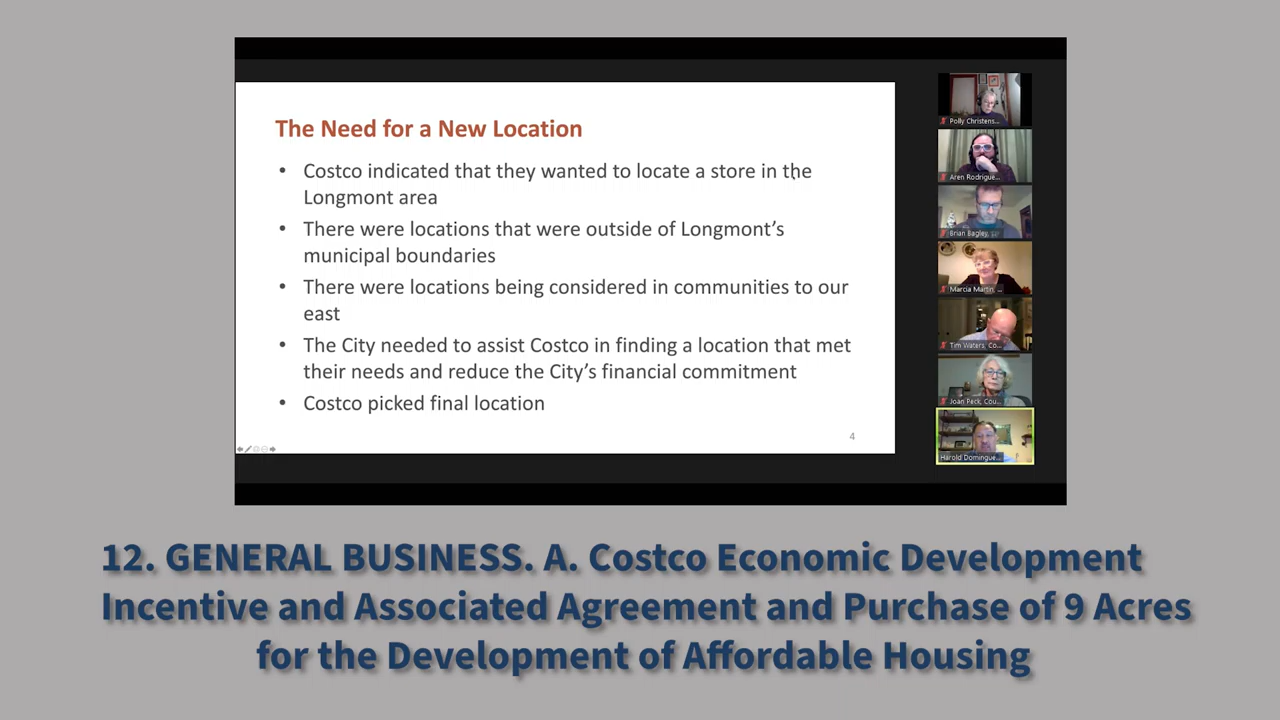 The Need for a New Location
• Costco indicated that they wanted to locate a store in the
Longmont area
• There were locations that were outside of Longmont's
municipal boundaries
• There were locations being considered in communities to our
east
• The City needed to assist Costco in finding a location that met
their needs and reduce the City's financial commitment
• Costco picked final location
4
Polly Christens...
Aren Rodrigue...
Brian Bagley,
Marcia Martin, ...
Tim Waters, Co...
Joan Peck, Cou...
Harold Domingue...
12. GENERAL BUSINESS. A. Costco Economic Development
Incentive and Associated Agreement and Purchase of 9 Acres
for the Development of Affordable Housing